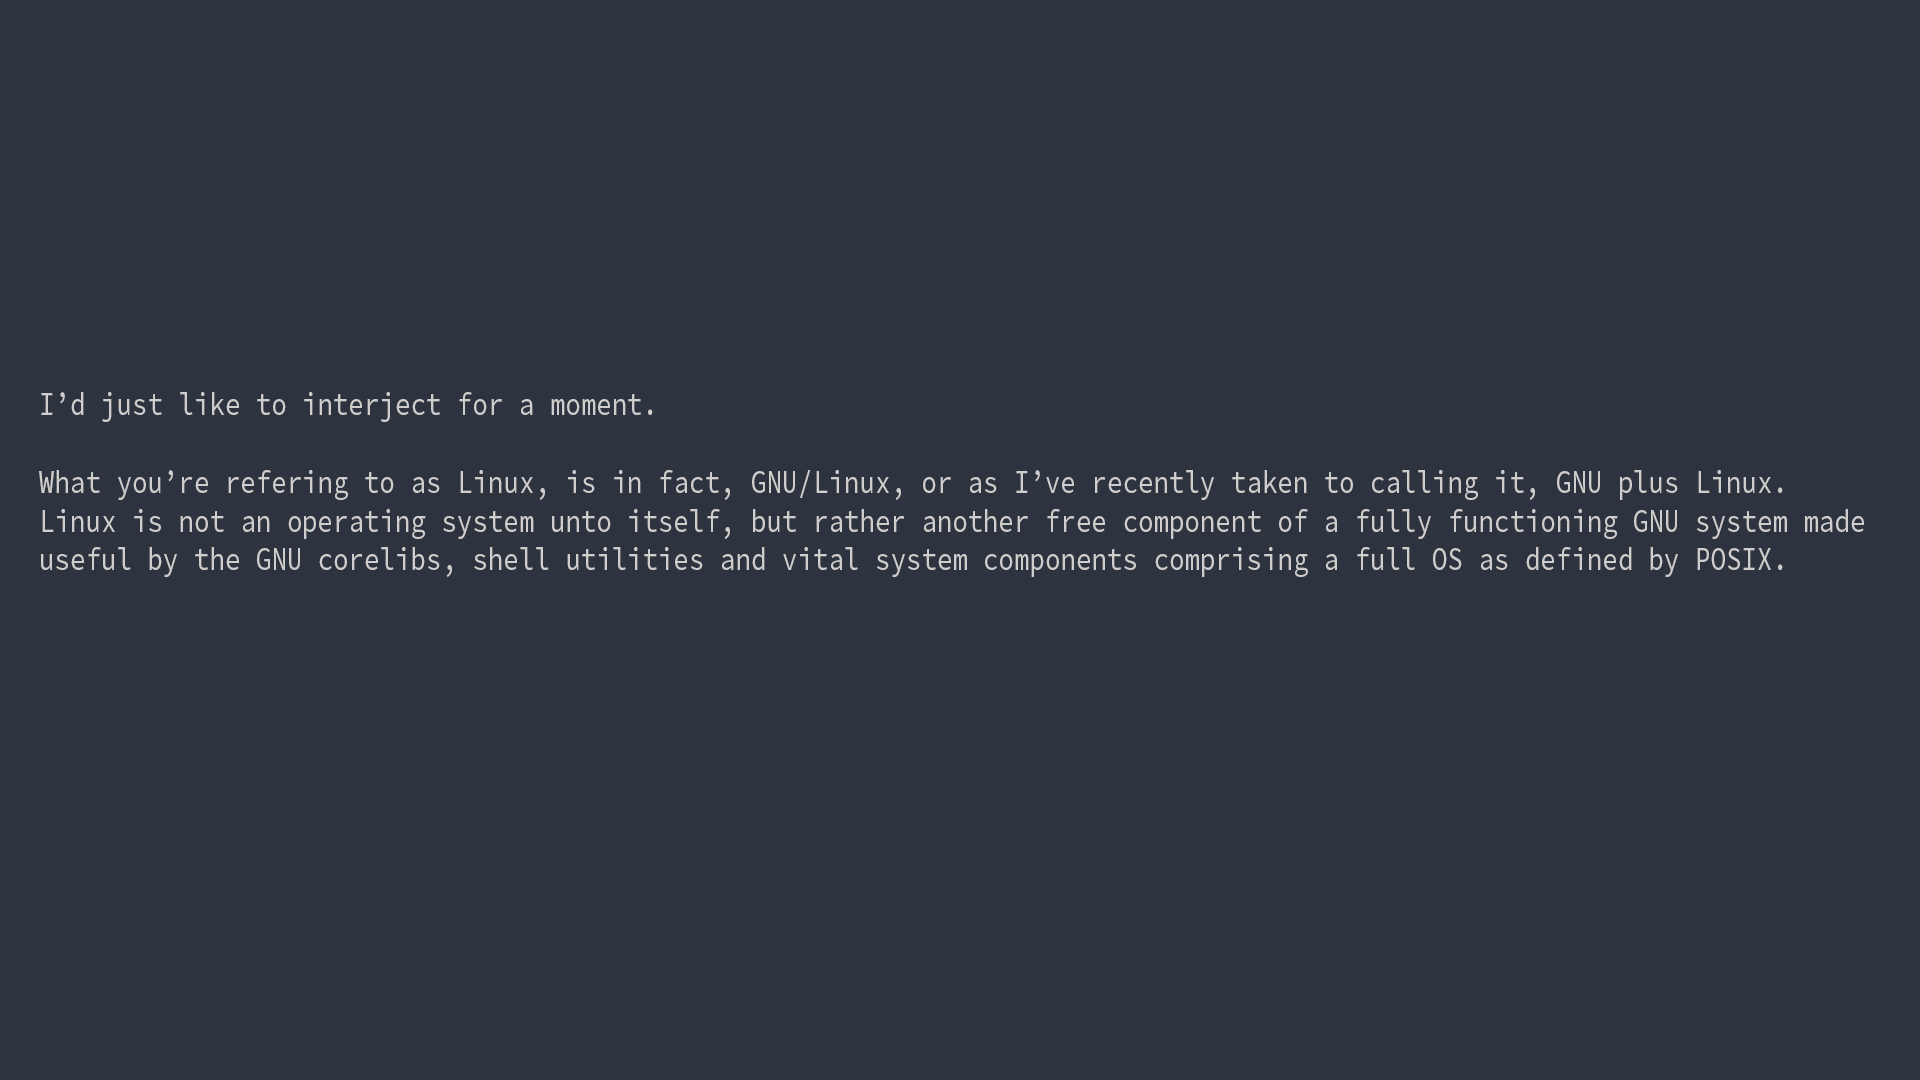 I’d just like to interject for a moment.
What you’re refering to as Linux, is in fact, GNU/Linux, or as I’ve recently taken to calling it, GNU plus Linux.
Linux is not an operating system unto itself, but rather another free component of a fully functioning GNU system made
useful by the GNU corelibs, shell utilities and vital system components comprising a full OS as defined by POSIX.